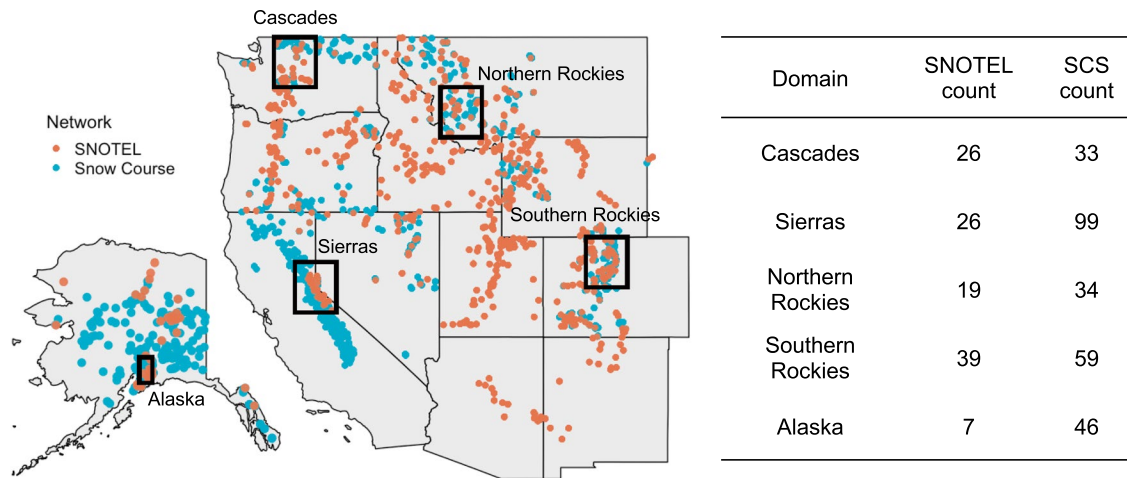 Cascades
Northern Rockies
Network
SNOTEL
Snow Course
Southern Rockies
Sierras
Alaska
Domain
SNOTEL
count
SCS
count
Cascades 26 33
Sierras 26 99
Northern
Rockies
19 34
Southern
Rockies
39 59
Alaska 7 46